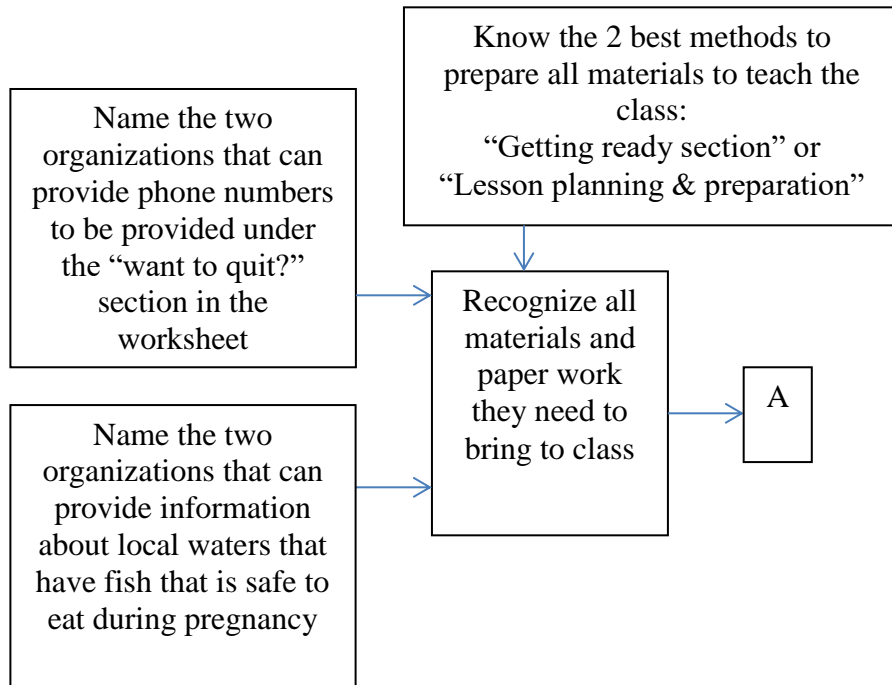 Know the 2 best methods to
prepare all materials to teach the
class:
“Getting ready section” or
“Lesson planning & preparation”
Name the two
organizations that can
provide phone numbers
to be provided under
the “want to quit?”
section in the
worksheet
Recognize all
materials and
paper work
they need to
bring to class
A
Name the two
organizations that can
provide information
about local waters that
have fish that is safe to
eat during pregnancy